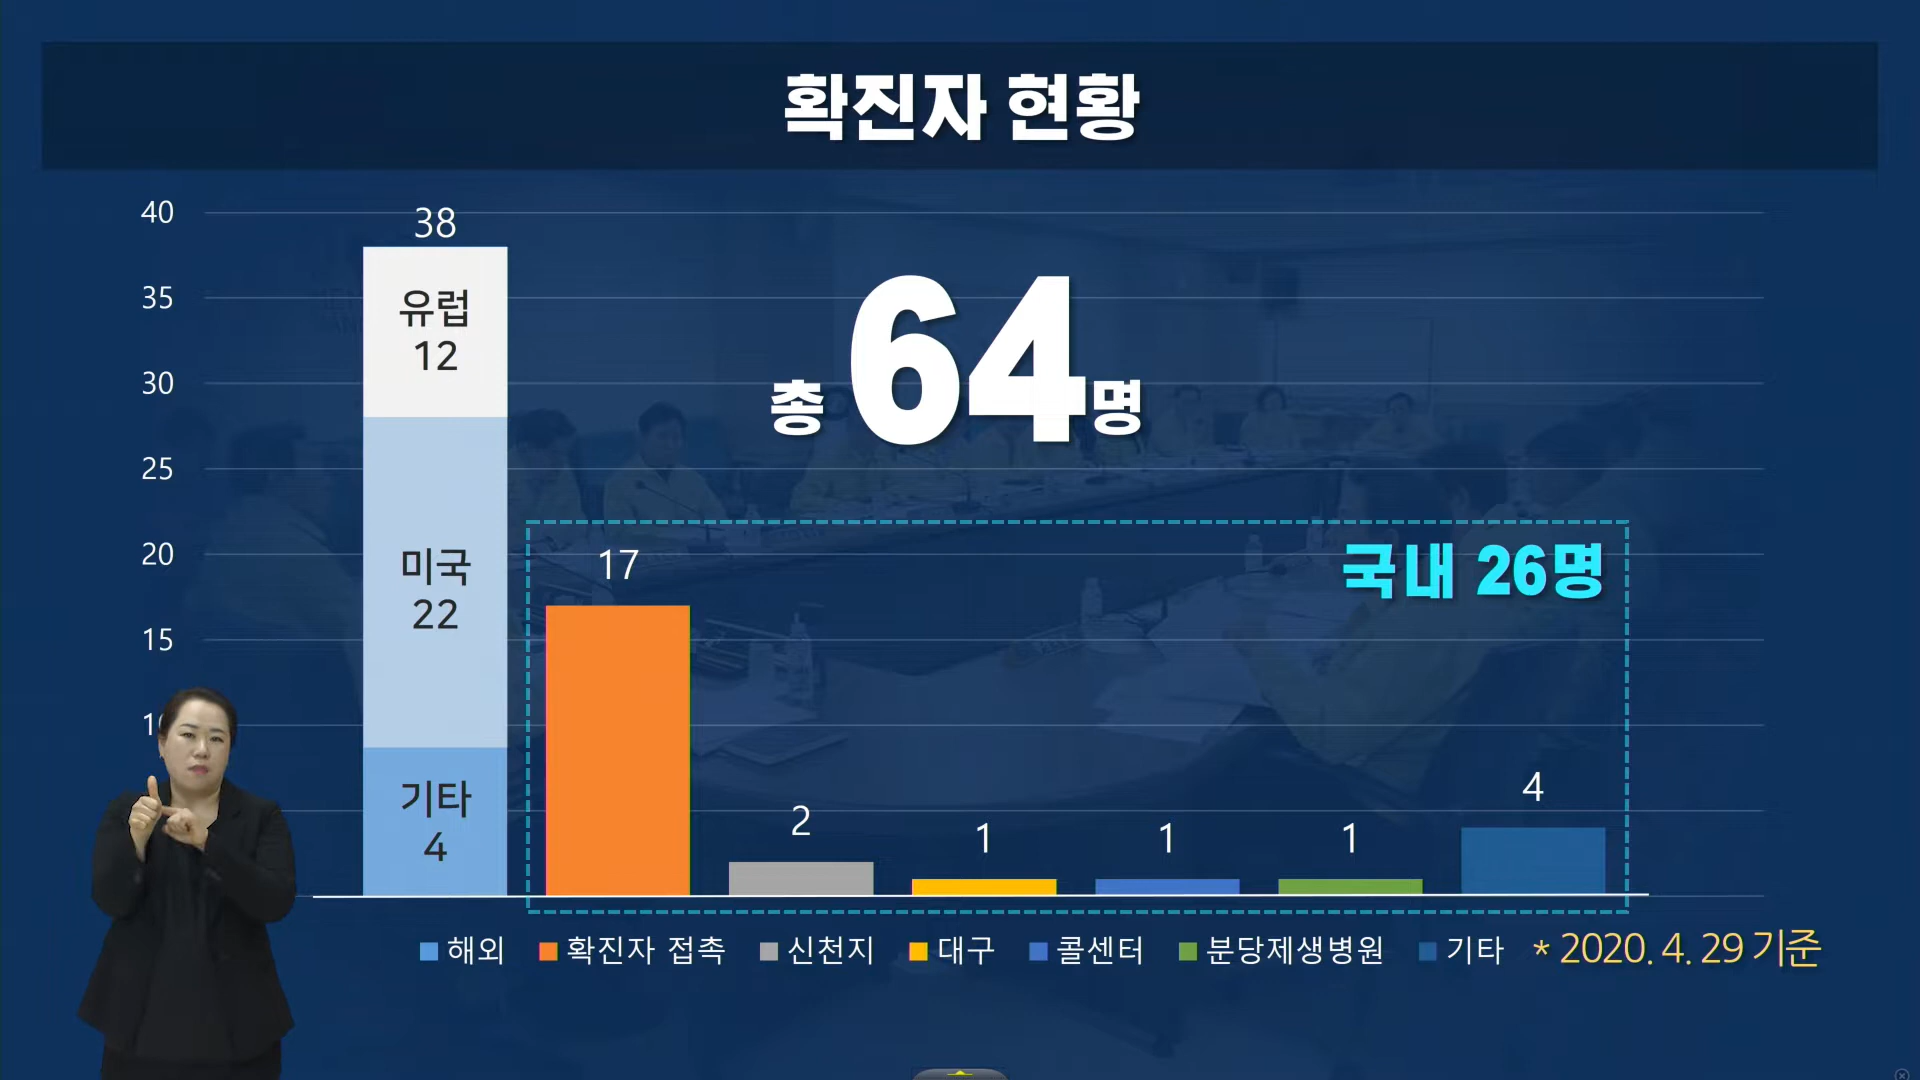 확진자 현황
40
38
35
유럽
12
30
총 64명
25
20
17
국내 26명
미국
22
15
4
2
1
1
1
기타
4
해외 확진자 접촉 신천지 대구 콜센터 분당제생병원 기타 * 2020. 4. 29 기준